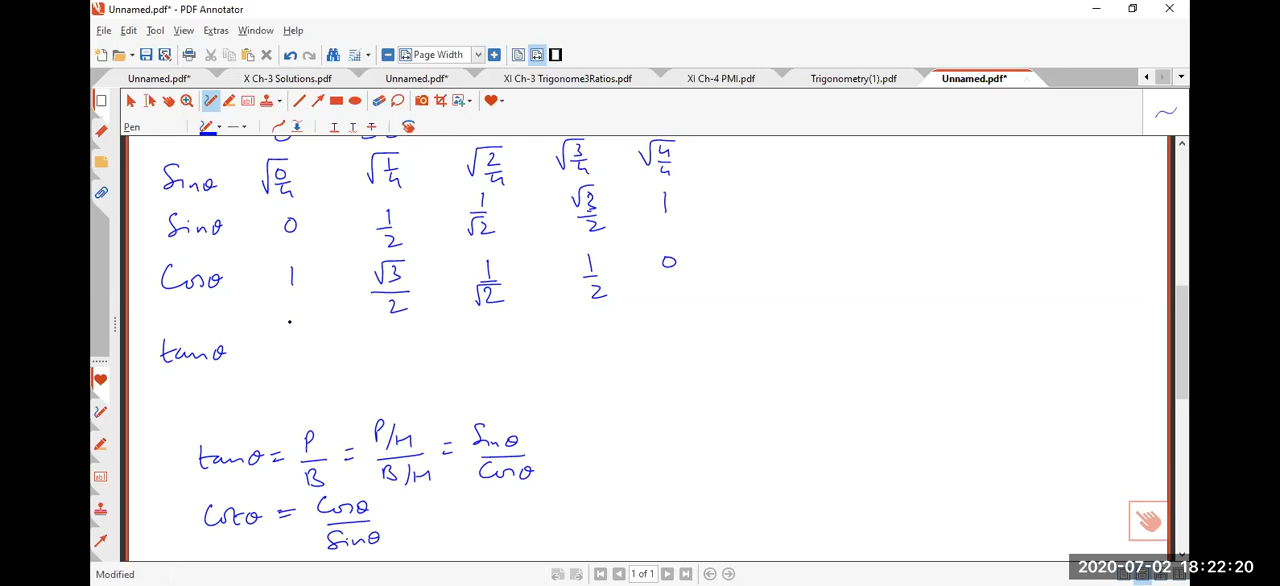 Unnamed.pdf* - PDF Annotator
File Edit Tool View Extras Window Help
Page Width
Unnamed.pdf* X Ch-3 Solutions.pdf Unnamed.pdf* XI Ch-3 Trigonome3Ratios.pdf XI Ch-4 PMI.pdf Trigonometry(1).pdf Unnamed.pdf*
Pen
Sinθ √0/4 √1/4 √2/4 √3/4 √4/4
Sinθ 0 1/2 1/√2 √3/2 1
Cosθ 1 √3/2 1/√2 1/2 0
tanθ
tanθ = P/B = P/H / B/H = Sinθ/Cosθ
Cotθ = Cosθ/Sinθ
1 of 1
2020-07-02 18:22:20
Modified